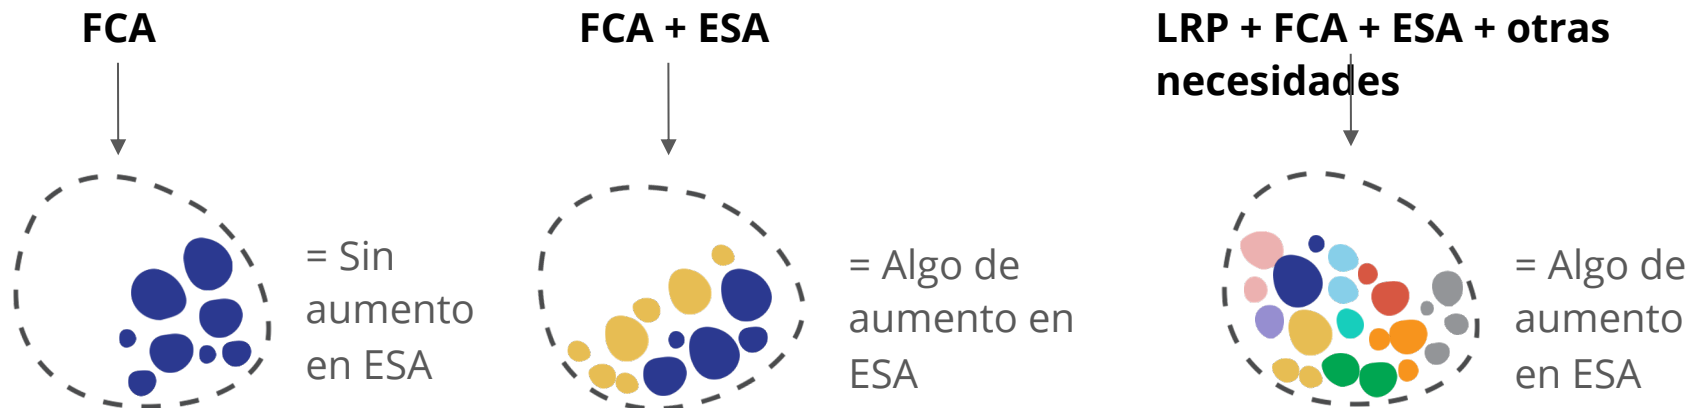 FCA
FCA + ESA
LRP + FCA + ESA + otras
necesidades
= Sin
aumento
en ESA
= Algo de
aumento en
ESA
= Algo de
aumento
en ESA